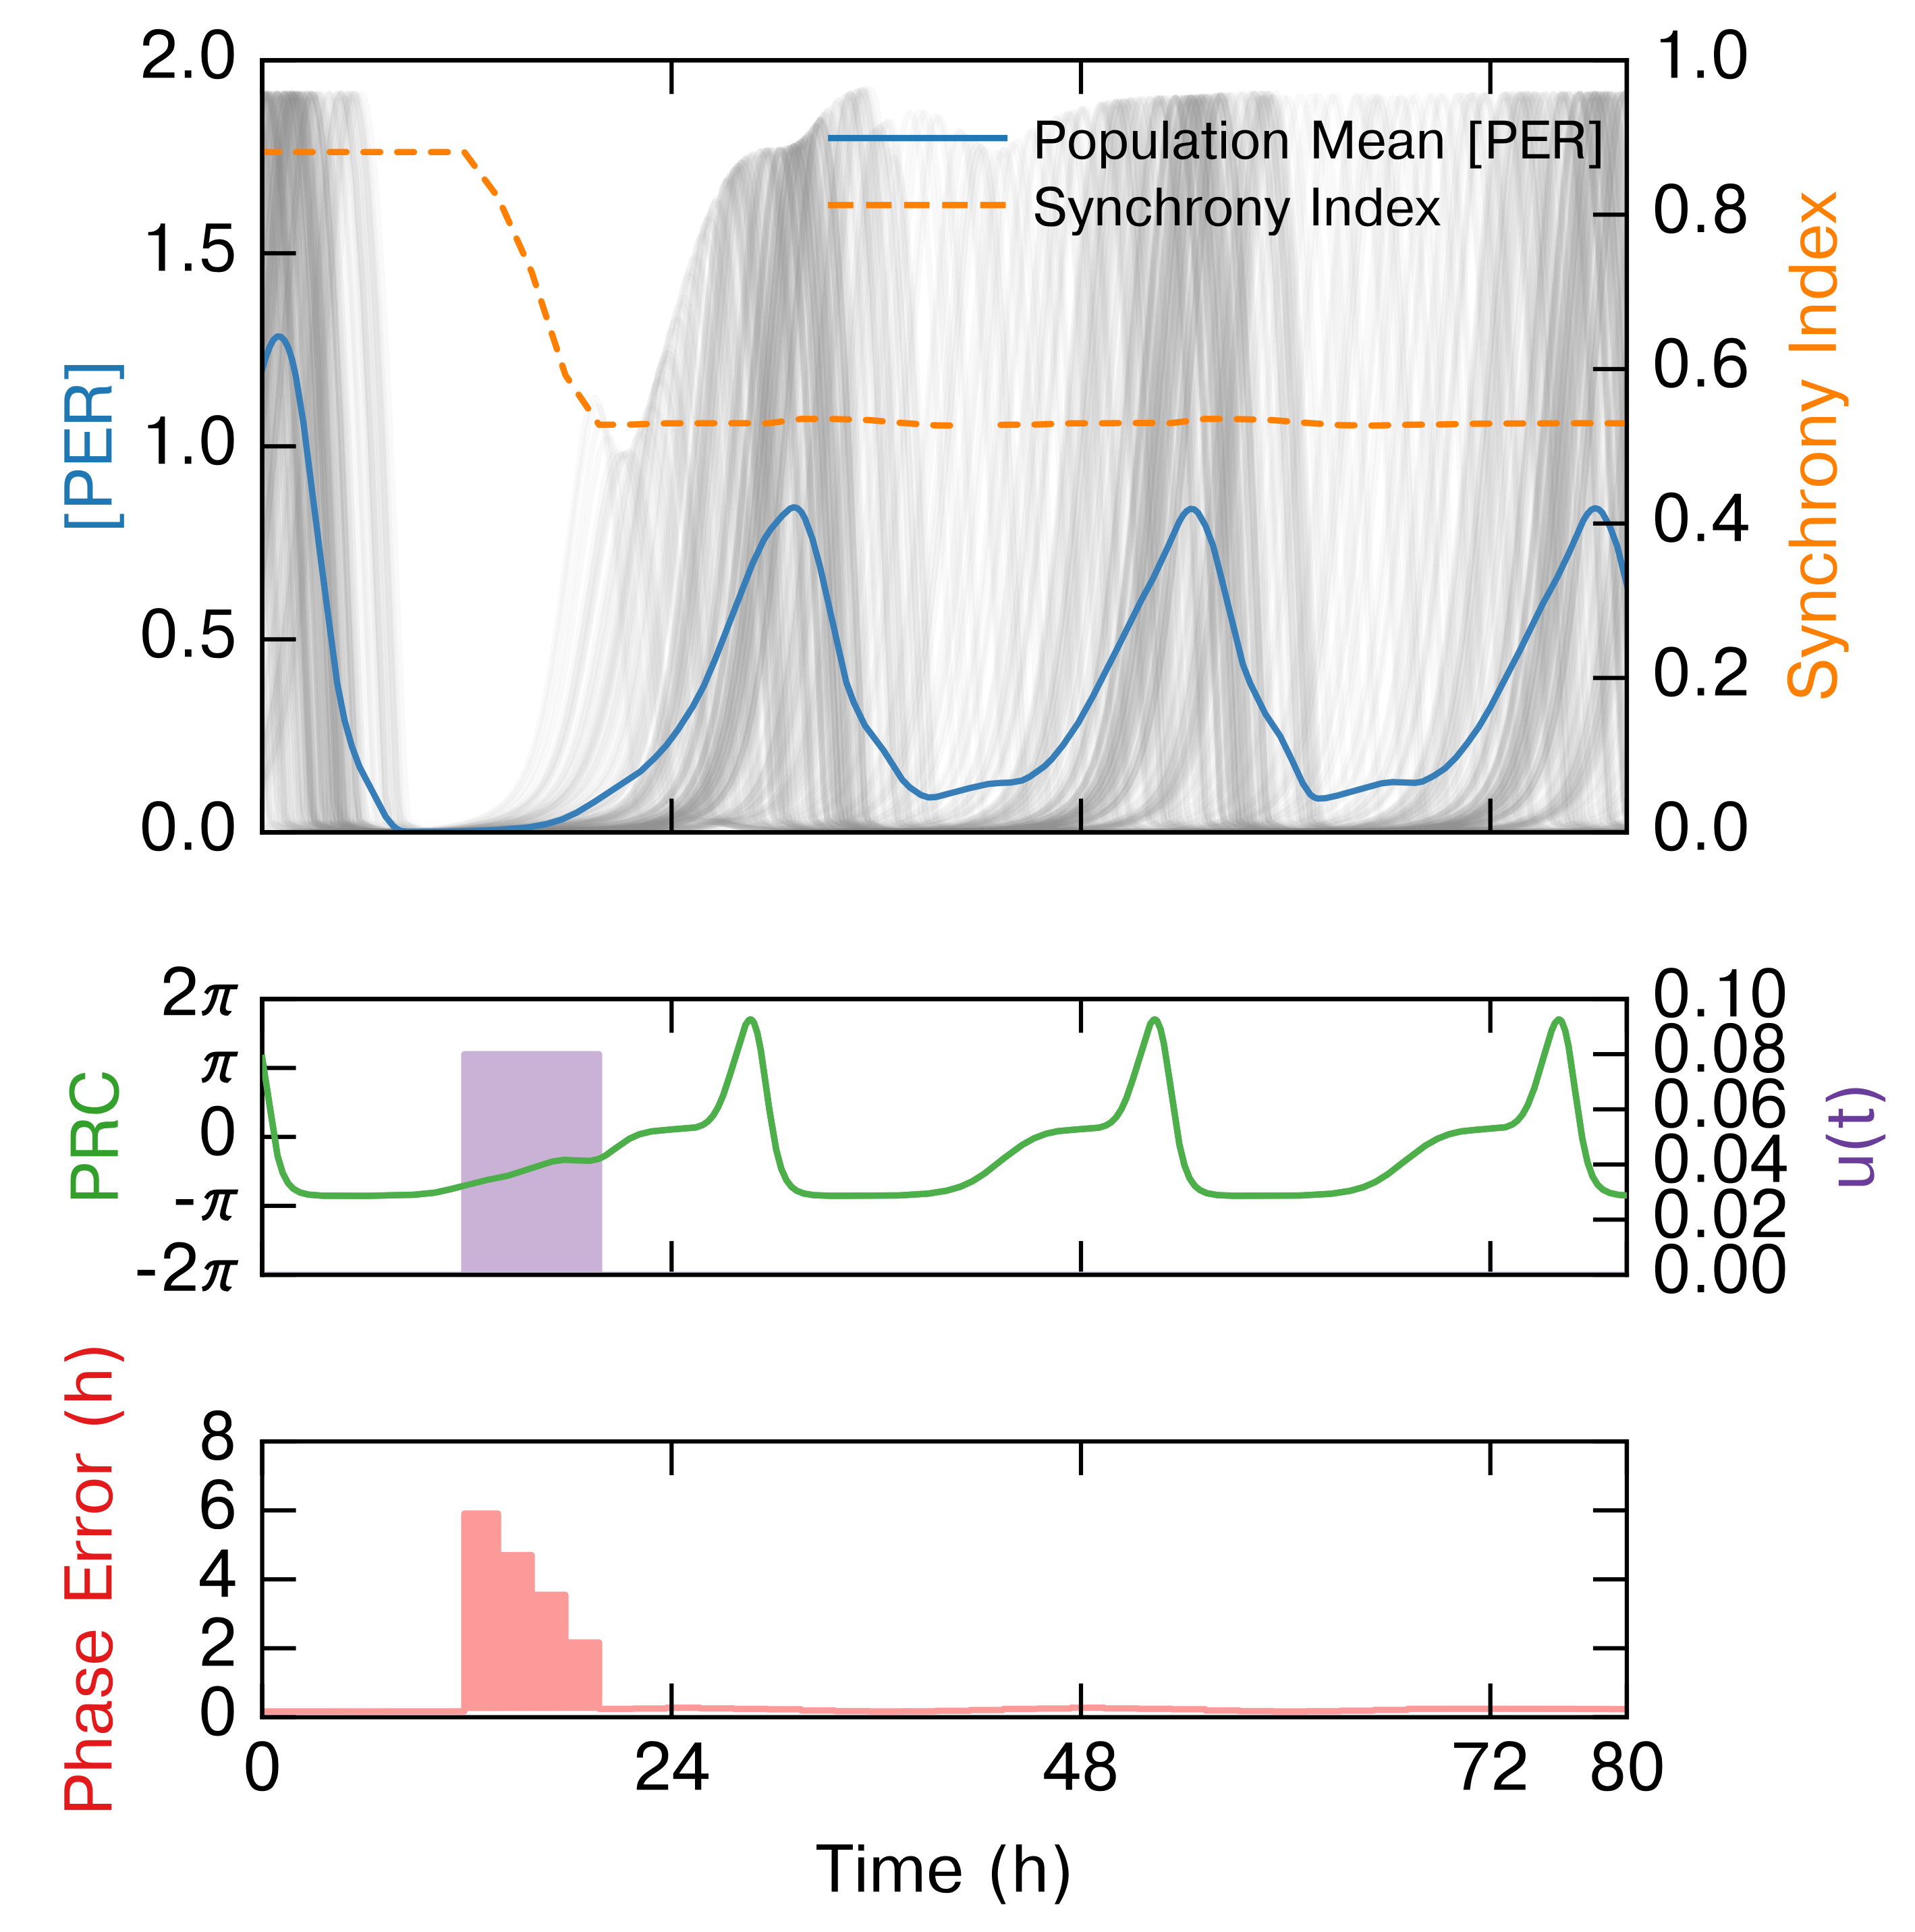 2.0
1.5
1.0
0.5
0.0
[PER]
1.0
0.8
0.6
0.4
0.2
0.0
Synchrony Index
Population Mean [PER]
Synchrony Index
2π
π
0
-π
-2π
PRC
0.10
0.08
0.06
0.04
0.02
0.00
u(t)
8
6
4
2
0
Phase Error (h)
0 24 48 72 80
Time (h)